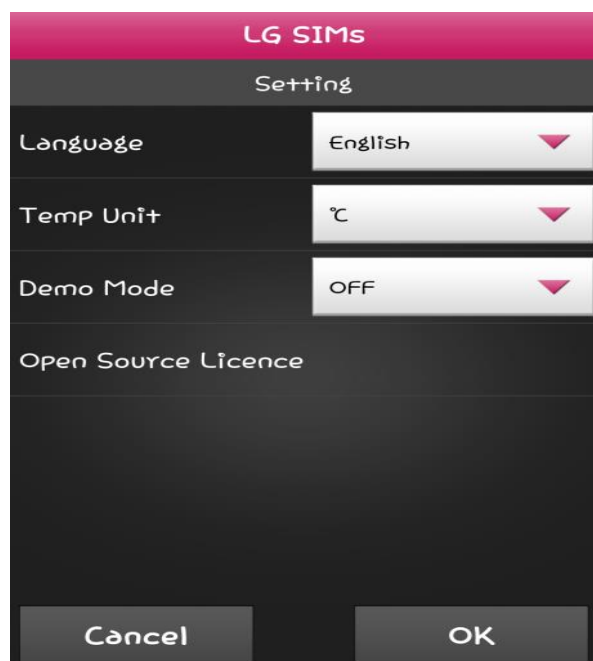 LG SIMs
Setting
Language English
Temp Unit ℃
Demo Mode OFF
Open Source Licence
Cancel OK